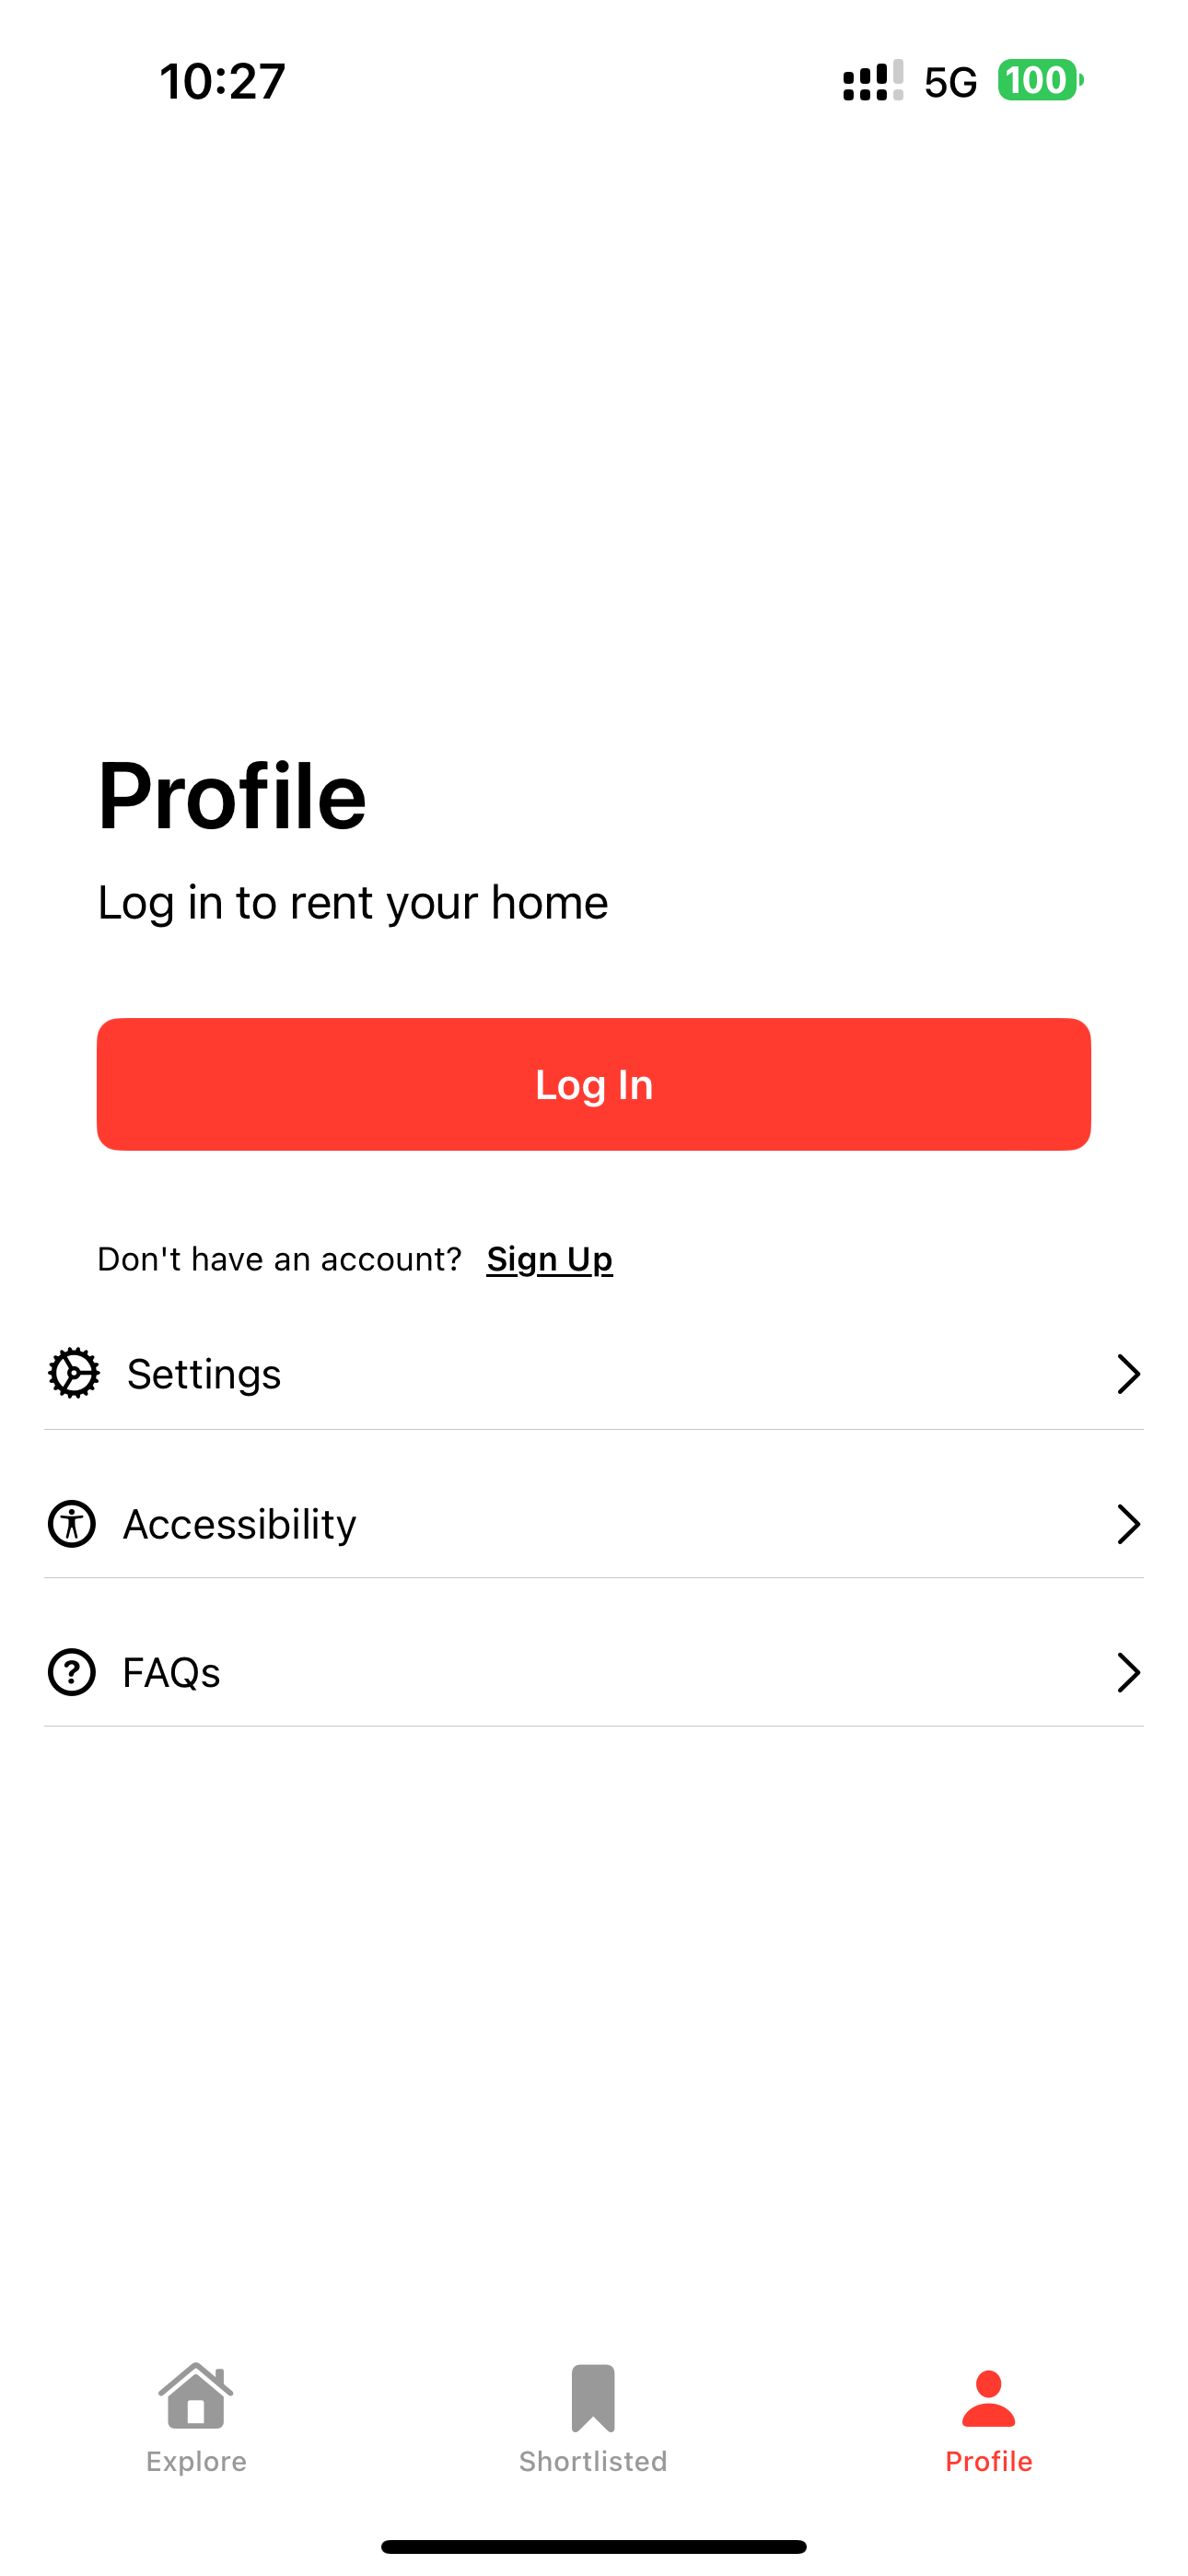 10:27 5G 100
Profile
Log in to rent your home
Log In
Don't have an account? Sign Up
Settings
Accessibility
FAQs
Explore Shortlisted Profile